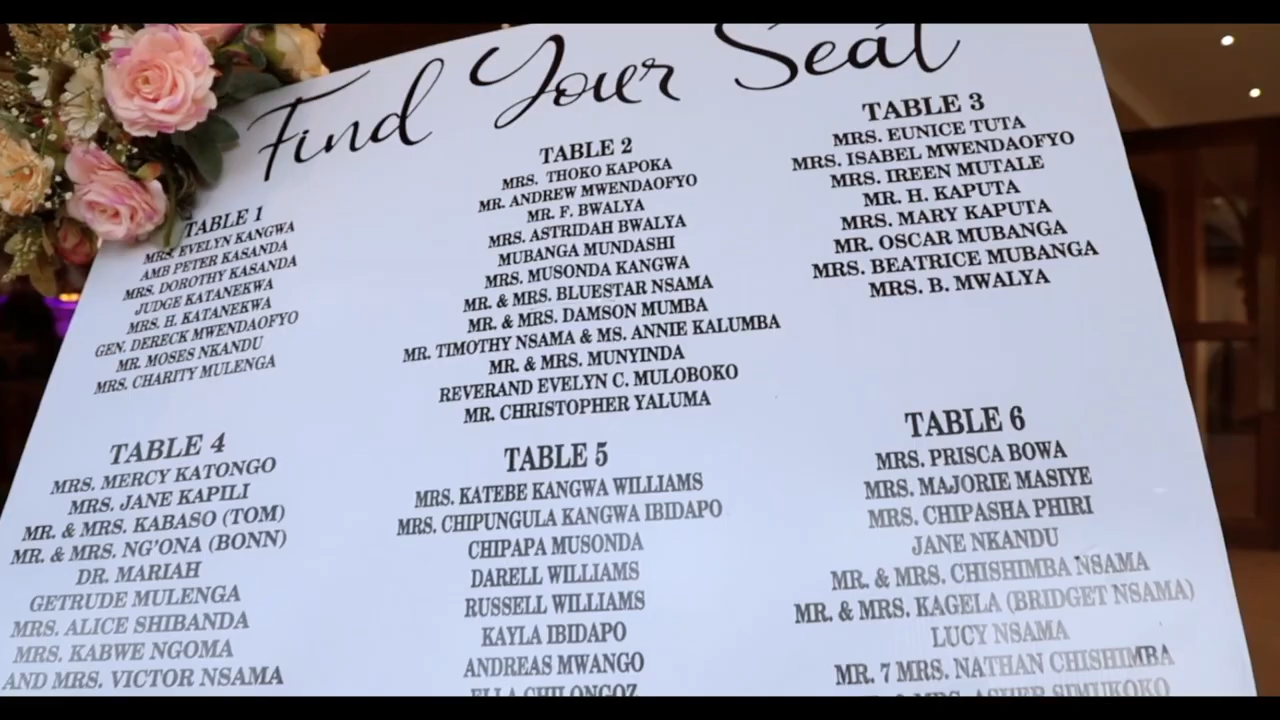 Find Your Seat
TABLE 1
MRS. EVELYN KANGWA
AMB PETER KASANDA
MRS. DOROTHY KASANDA
JUDGE KATANEKWA
MRS. H. KATANEKWA
GEN. DERECK MWENDAOFYO
MR. MOSES NKANDU
MRS. CHARITY MULENGA
TABLE 2
MRS. THOKO KAPOKA
MR. ANDREW MWENDAOFYO
MR. F. BWALYA
MRS. ASTRIDAH BWALYA
MUBANGA MUNDASHI
MRS. MUSONDA KANGWA
MR. & MRS. BLUESTAR NSAMA
MR. & MRS. DAMSON MUMBA
MR. TIMOTHY NSAMA & MS. ANNIE KALUMBA
MR. & MRS. MUNYINDA
REVERAND EVELYN C. MULOBOKO
MR. CHRISTOPHER YALUMA
TABLE 3
MRS. EUNICE TUTA
MRS. ISABEL MWENDAOFYO
MRS. IREEN MUTALE
MR. H. KAPUTA
MRS. MARY KAPUTA
MR. OSCAR MUBANGA
MRS. BEATRICE MUBANGA
MRS. B. MWALYA
TABLE 4
MRS. MERCY KATONGO
MRS. JANE KAPILI
MR. & MRS. KABASO (TOM)
MR. & MRS. NG'ONA (BONN)
DR. MARIAH
GETRUDE MULENGA
MRS. ALICE SHIBANDA
MRS. KABWE NGOMA
AND MRS. VICTOR NSAMA
TABLE 5
MRS. KATEBE KANGWA WILLIAMS
MRS. CHIPUNGULA KANGWA IBIDAPO
CHIPAPA MUSONDA
DARELL WILLIAMS
RUSSELL WILLIAMS
KAYLA IBIDAPO
ANDREAS MWANGO
ELLA CHILONGOZ
TABLE 6
MRS. PRISCA BOWA
MRS. MAJORIE MASIYE
MRS. CHIPASHA PHIRI
JANE NKANDU
MR. & MRS. CHISHIMBA NSAMA
MR. & MRS. KAGELA (BRIDGET NSAMA)
LUCY NSAMA
MR. 7 MRS. NATHAN CHISHIMBA
& MRS. ASHER SIMUKOKO